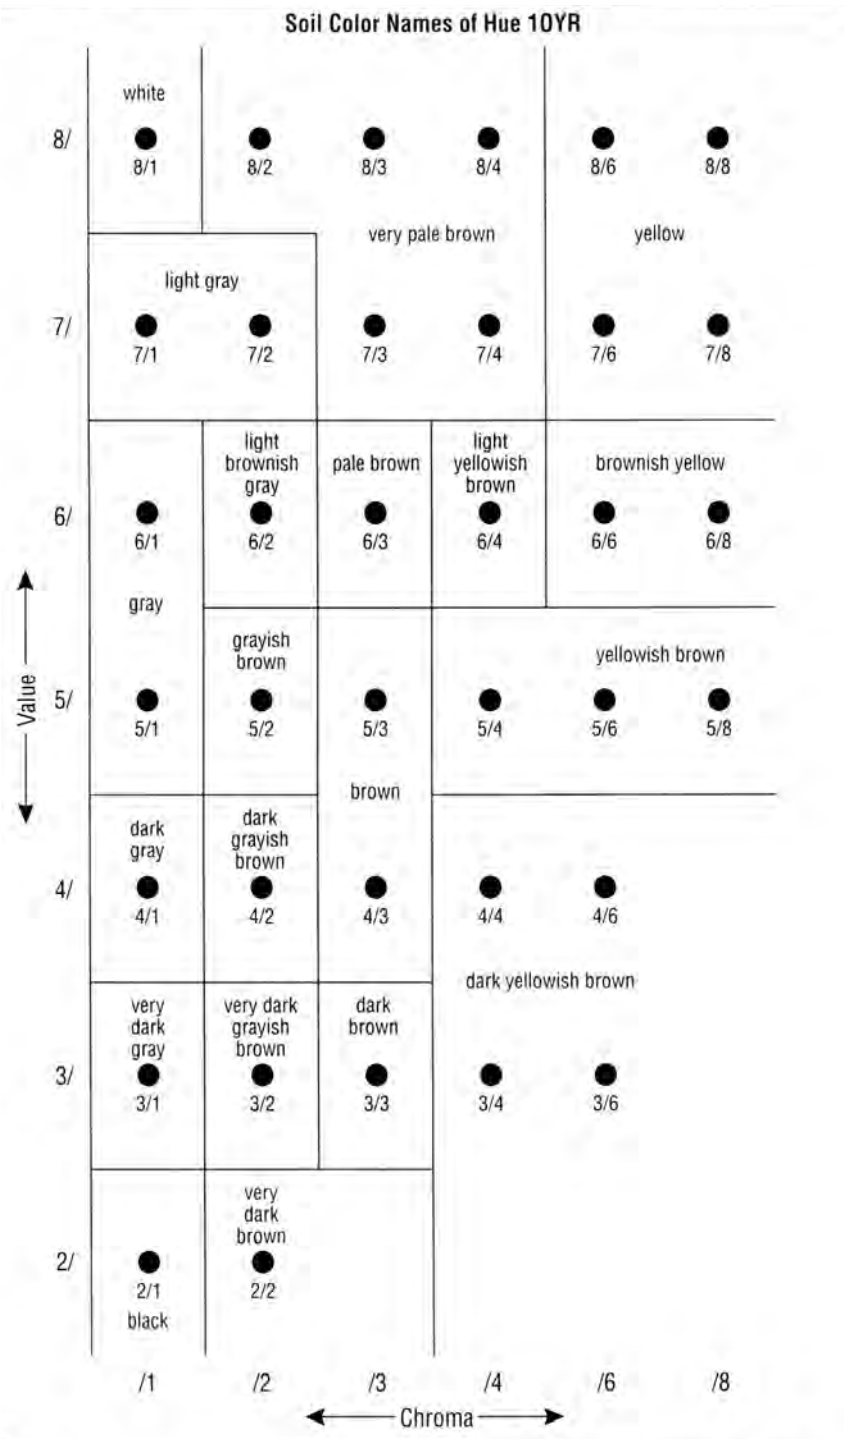 Soil Color Names of Hue 10YR
white
8/
8/1 8/2 8/3 8/4 8/6 8/8
very pale brown yellow
light gray
7/
7/1 7/2 7/3 7/4 7/6 7/8
light
brownish
gray
pale brown
light
yellowish
brown
brownish yellow
6/
6/1 6/2 6/3 6/4 6/6 6/8
gray
grayish
brown
yellowish brown
5/
5/1 5/2 5/3 5/4 5/6 5/8
Value
brown
dark
gray
dark
grayish
brown
4/
4/1 4/2 4/3 4/4 4/6
dark yellowish brown
very
dark
gray
very dark
grayish
brown
dark
brown
3/
3/1 3/2 3/3 3/4 3/6
very
dark
brown
2/
2/1 2/2
black
/1 /2 /3 /4 /6 /8
Chroma